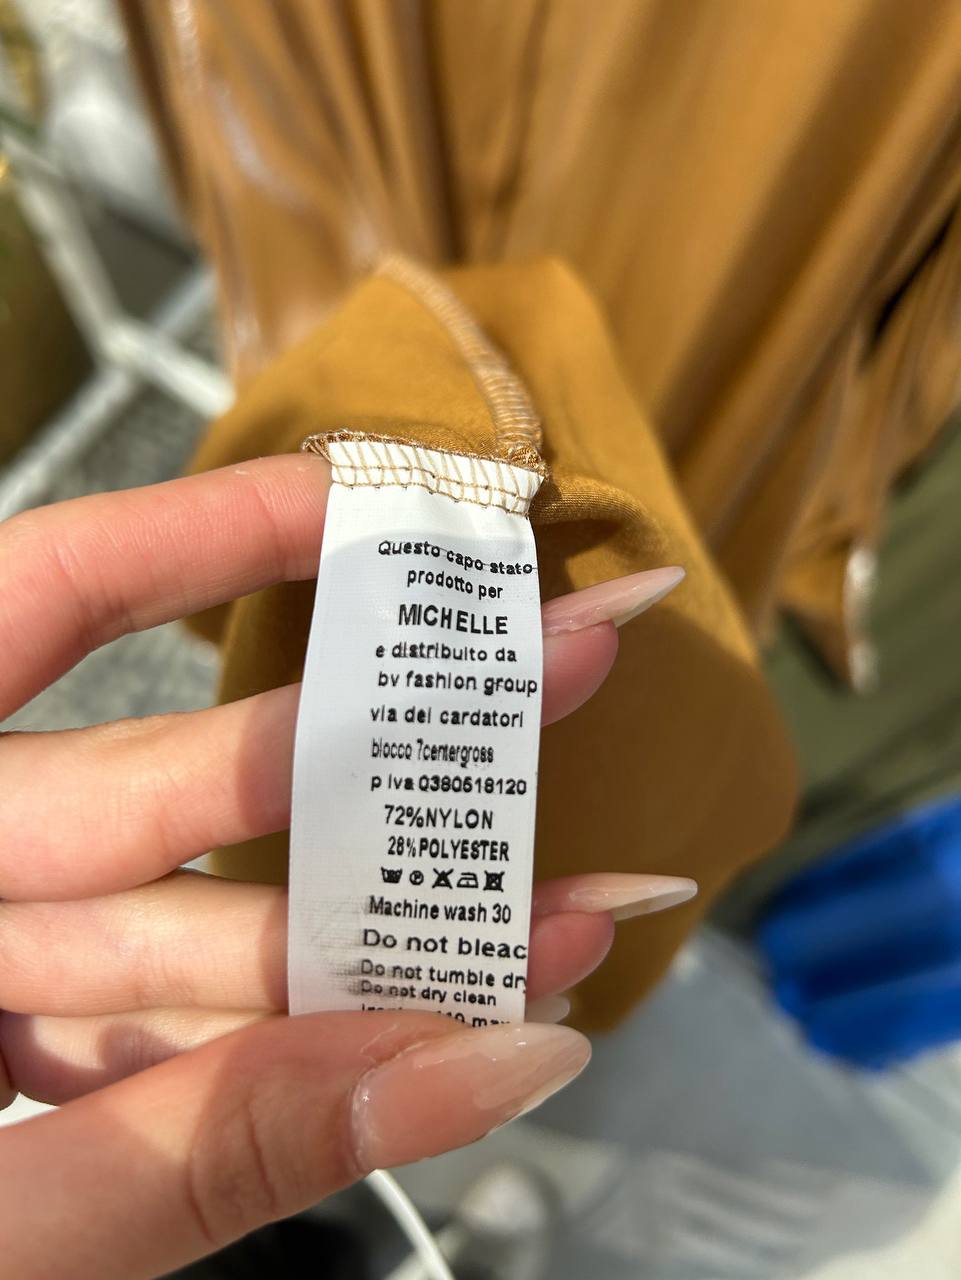 Questo capo stato
prodotto per
MICHELLE
e distribuito da
bv fashion group
via dei cardatori
blocco 7centergross
p iva 0380518120
72%NYLON
28%POLYESTER
Machine wash 30
Do not bleac
Do not tumble dry
Do not dry clean